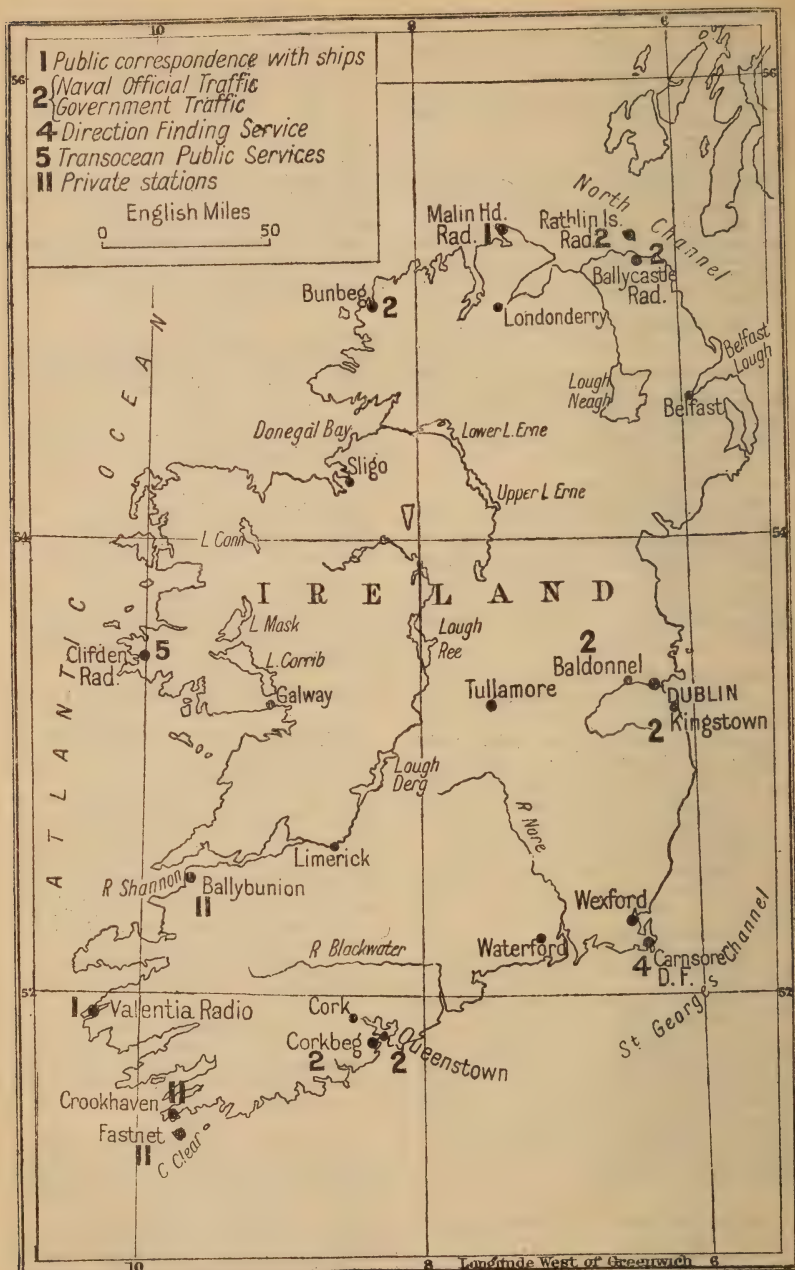 10
8
6
1 Public correspondence with ships
2 { Naval Official Traffic
Government Traffic
4 Direction Finding Service
5 Transocean Public Services
11 Private stations
English Miles
0 50
56
56
North Channel
Malin Hd.
Rad. 1
Rathlin Is.
Rad. 2
2
Ballycastle
Rad.
Bunbeg
2
Londonderry
Belfast
Lough
Lough
Neagh
Belfast
Donegal Bay
Lower L. Erne
Sligo
Upper L Erne
54
54
L Conn
ATLANTIC OCEAN
IRELAND
L Mask
Lough
Ree
2
Clifden
Rad.
5
L. Corrib
Baldonnel
Galway
Tullamore
DUBLIN
Kingstown
2
Lough
Derg
R Nore
Limerick
R Shannon
Ballybunion
11
Wexford
Waterford
R Blackwater
4 Carnsore
D. F.
St Georges Channel
52
1 Valentia Radio
Cork
Corkbeg
2
2
Queenstown
Crookhaven 11
Fastnet
11
C Clear
10
8
Longitude West of Greenwich
6